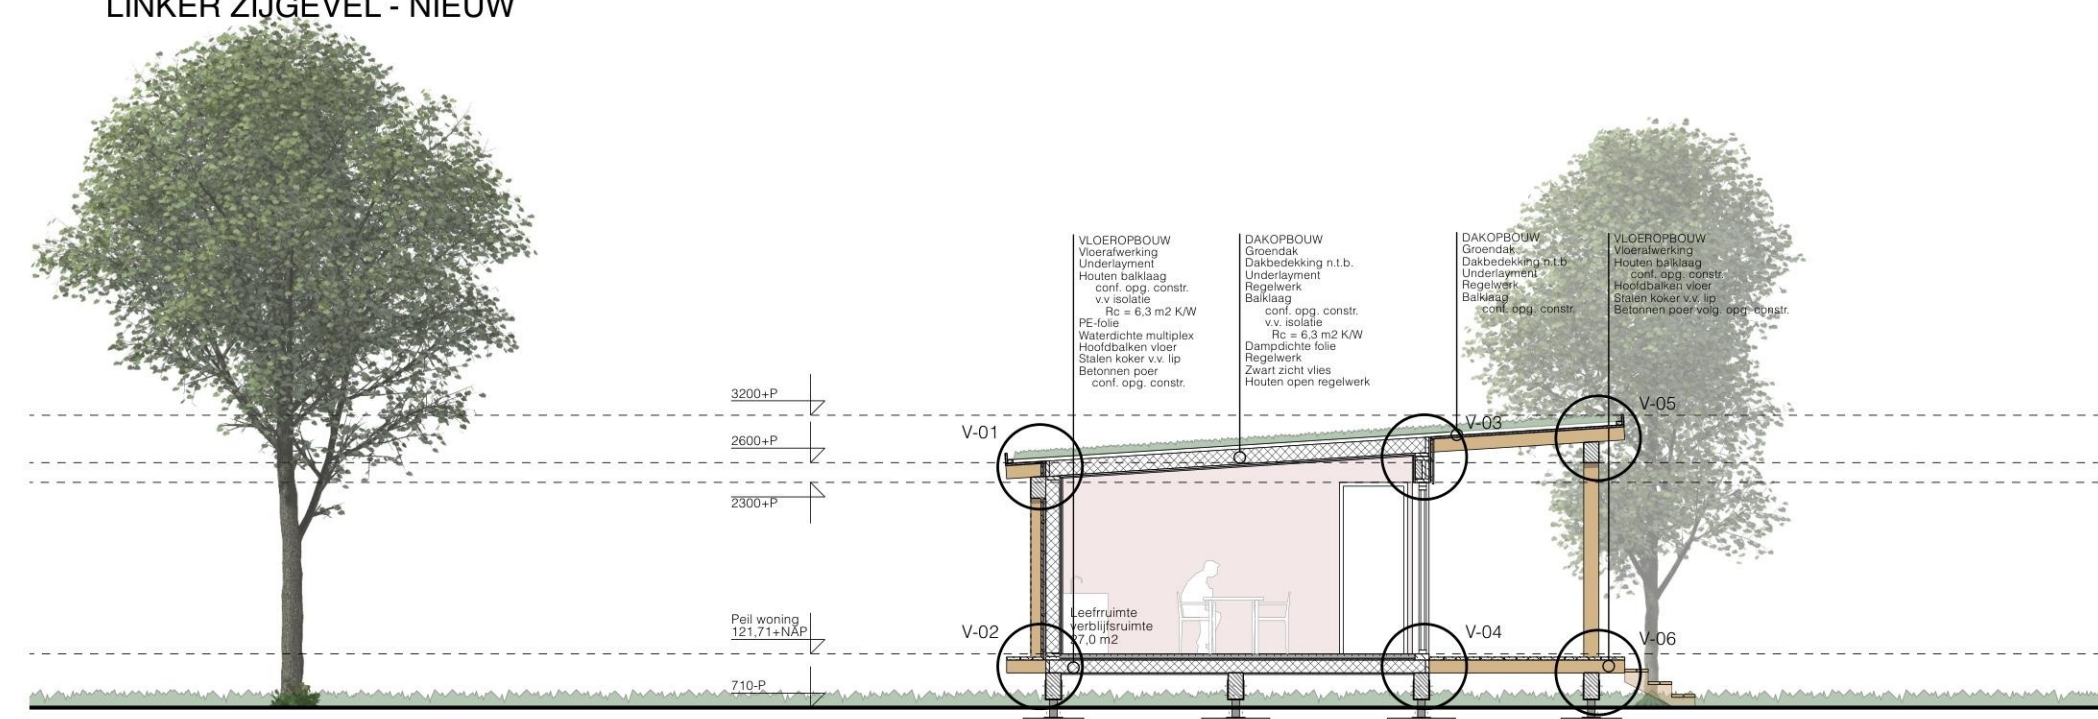 LINKER ZIJGEVEL - NIEUW
VLOEROPBOUW
Vloerafwerking
Underlayment
Houten balklaag
conf. opg. constr.
v.v isolatie
Rc = 6,3 m2 K/W
PE-folie
Waterdichte multiplex
Hoofdbalken vloer
Stalen koker v.v. lip
Betonnen poer
conf. opg. constr.
DAKOPBOUW
Groendak
Dakbedekking n.t.b.
Underlayment
Regelwerk
Balklaag
conf. opg. constr.
v.v. isolatie
Rc = 6,3 m2 K/W
Dampdichte folie
Regelwerk
Zwart zicht vlies
Houten open regelwerk
DAKOPBOUW
Groendak
Dakbedekking n.t.b
Underlayment
Regelwerk
Balklaag
conf. opg. constr.
VLOEROPBOUW
Vloerafwerking
Houten balklaag
conf. opg. constr.
Hoofdbalken vloer
Stalen koker v.v. lip
Betonnen poer volg. opg. constr.
3200+P
2600+P
2300+P
Peil woning
121,71+NAP
710-P
V-01
V-03
V-05
V-02
V-04
V-06
Leefrruimte
verblijfsruimte
27,0 m2